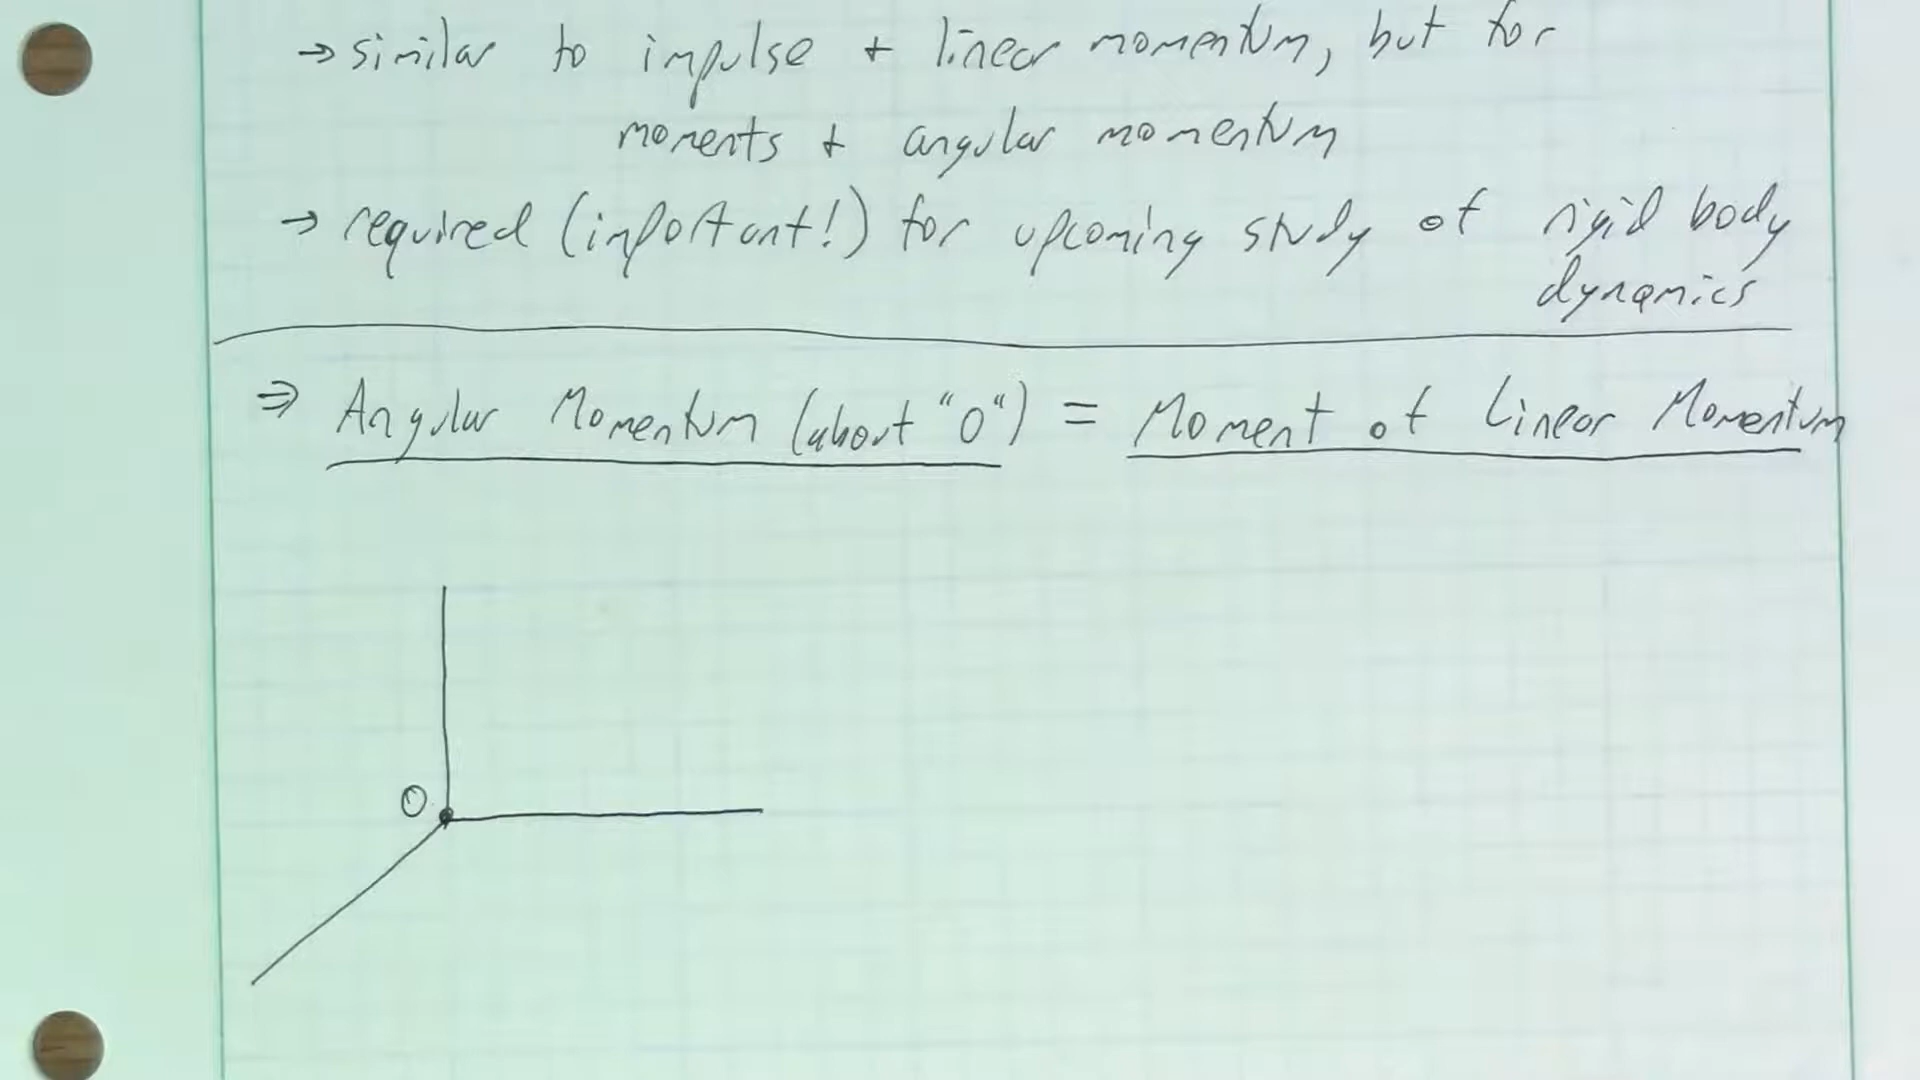 → similar to impulse + linear momentum, but for
moments + angular momentum
→ required (important!) for upcoming study of rigid body
dynamics
⇒ Angular Momentum (about "O") = Moment of Linear Momentum
O